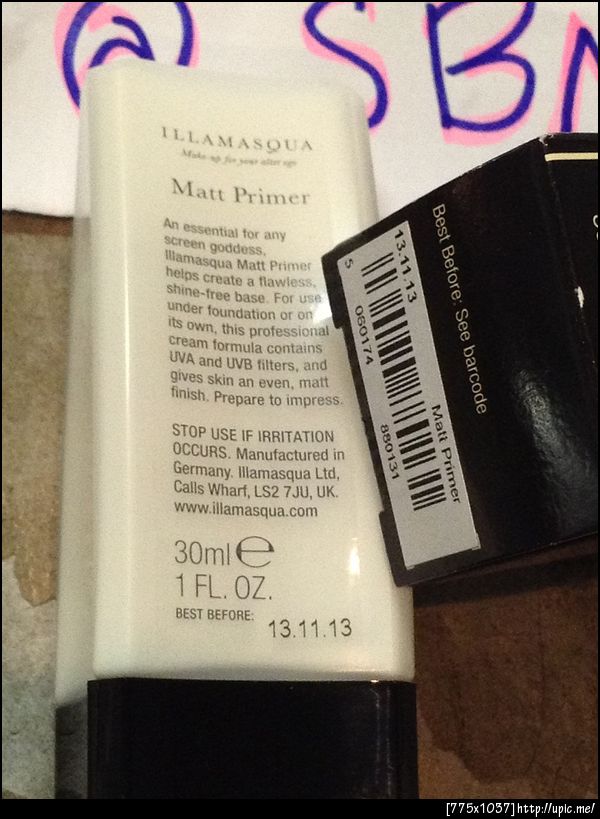 @ SBN
ILLAMASQUA
Make-up for your alter ego
Matt Primer
An essential for any
screen goddess,
Illamasqua Matt Primer
helps create a flawless,
shine-free base. For use
under foundation or on
its own, this professional
cream formula contains
UVA and UVB filters, and
gives skin an even, matt
finish. Prepare to impress.
STOP USE IF IRRITATION
OCCURS. Manufactured in
Germany. Illamasqua Ltd,
Calls Wharf, LS2 7JU, UK.
www.illamasqua.com
30ml e
1 FL. OZ.
BEST BEFORE: 13.11.13
Best Before: See barcode
13.11.13 Matt Primer
5 060174 880131
[775x1037]http://upic.me/